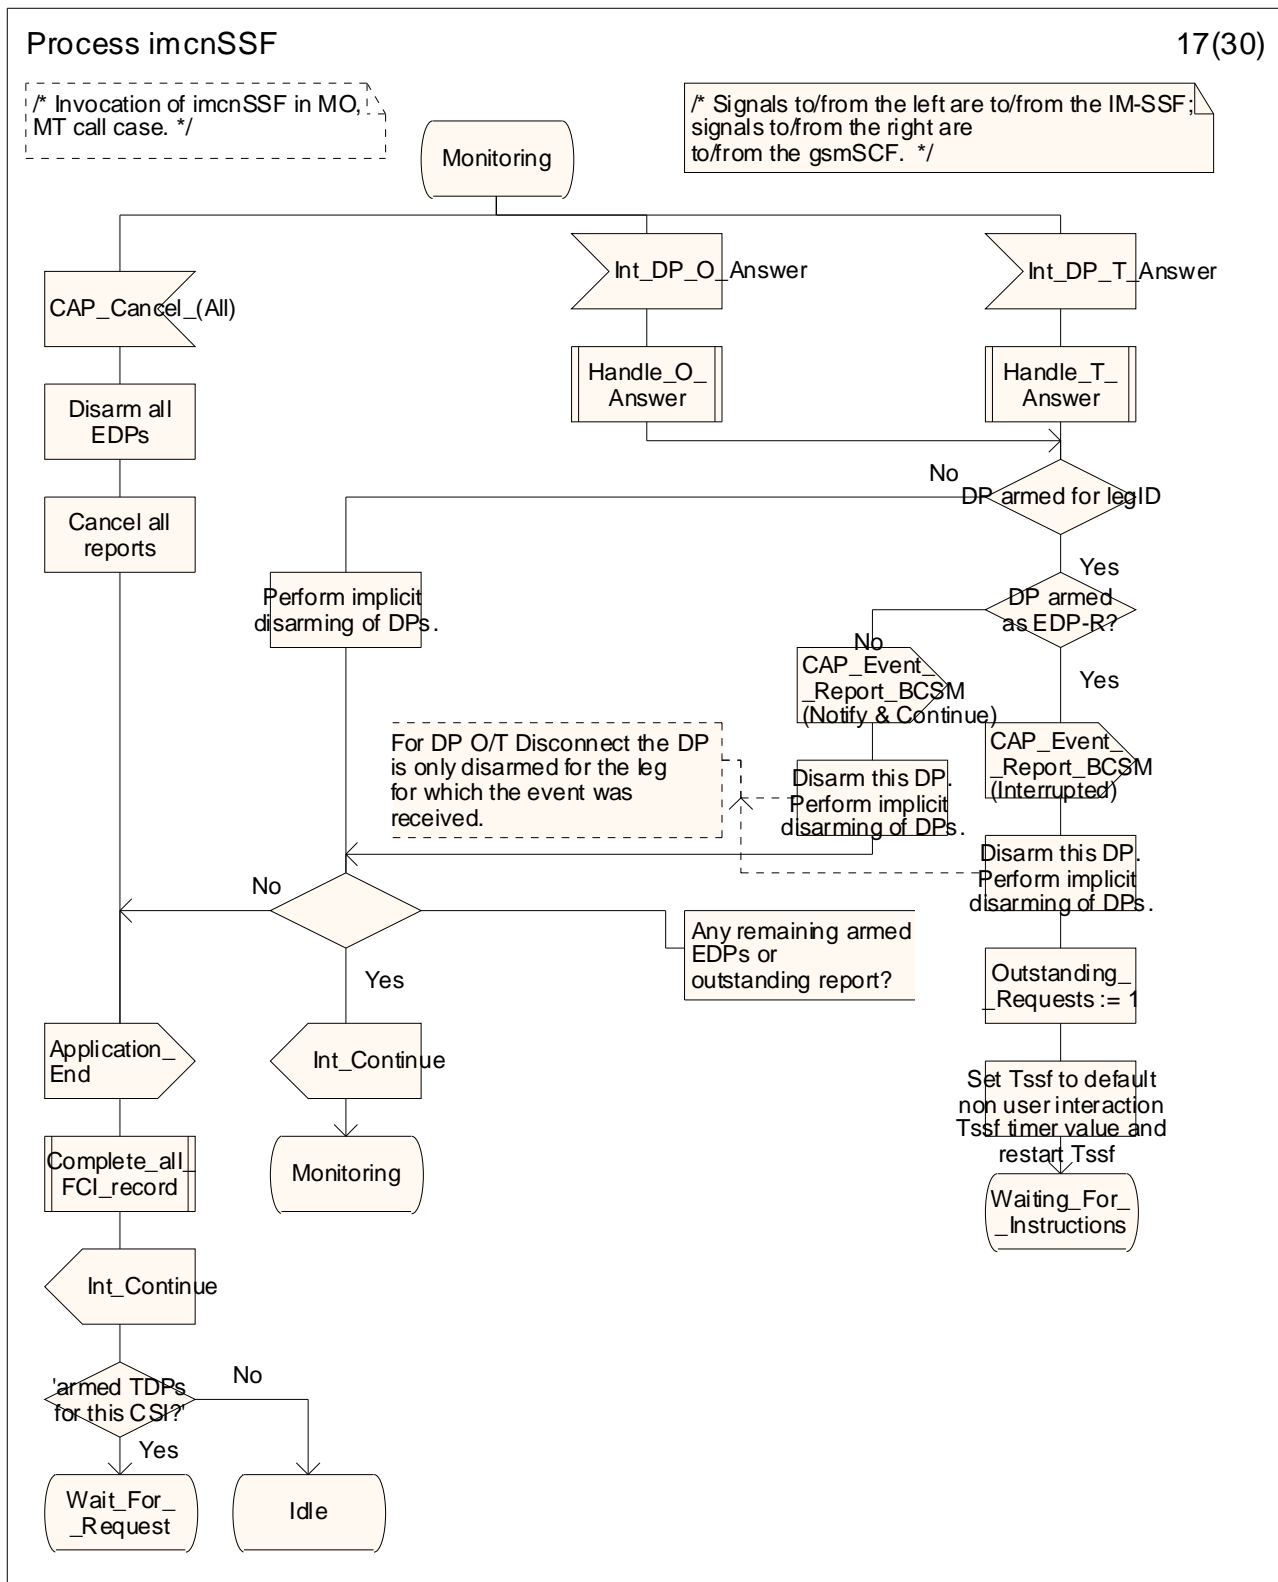 Process imcnSSF
17(30)
/* Invocation of imcnSSF in MO,
MT call case. */
/* Signals to/from the left are to/from the IM-SSF;
signals to/from the right are
to/from the gsmSCF.  */
Monitoring
CAP_Cancel_(All)
Int_DP_O_Answer
Int_DP_T_Answer
Handle_O_
Answer
Handle_T_
Answer
Disarm all
EDPs
Cancel all
reports
No
DP armed for legID
Yes
Perform implicit
disarming of DPs.
DP armed
as EDP-R?
No
Yes
CAP_Event_
_Report_BCSM
(Notify & Continue)
CAP_Event_
_Report_BCSM
(Interrupted)
For DP O/T Disconnect the DP
is only disarmed for the leg
for which the event was
received.
Disarm this DP.
Perform implicit
disarming of DPs.
Disarm this DP.
Perform implicit
disarming of DPs.
No
Any remaining armed
EDPs or
outstanding report?
Yes
Outstanding_
_Requests := 1
Application_
End
Int_Continue
Set Tssf to default
non user interaction
Tssf timer value and
restart Tssf
Complete_all_
FCI_record
Monitoring
Waiting_For_
_Instructions
Int_Continue
'armed TDPs
for this CSI?'
No
Yes
Wait_For_
_Request
Idle